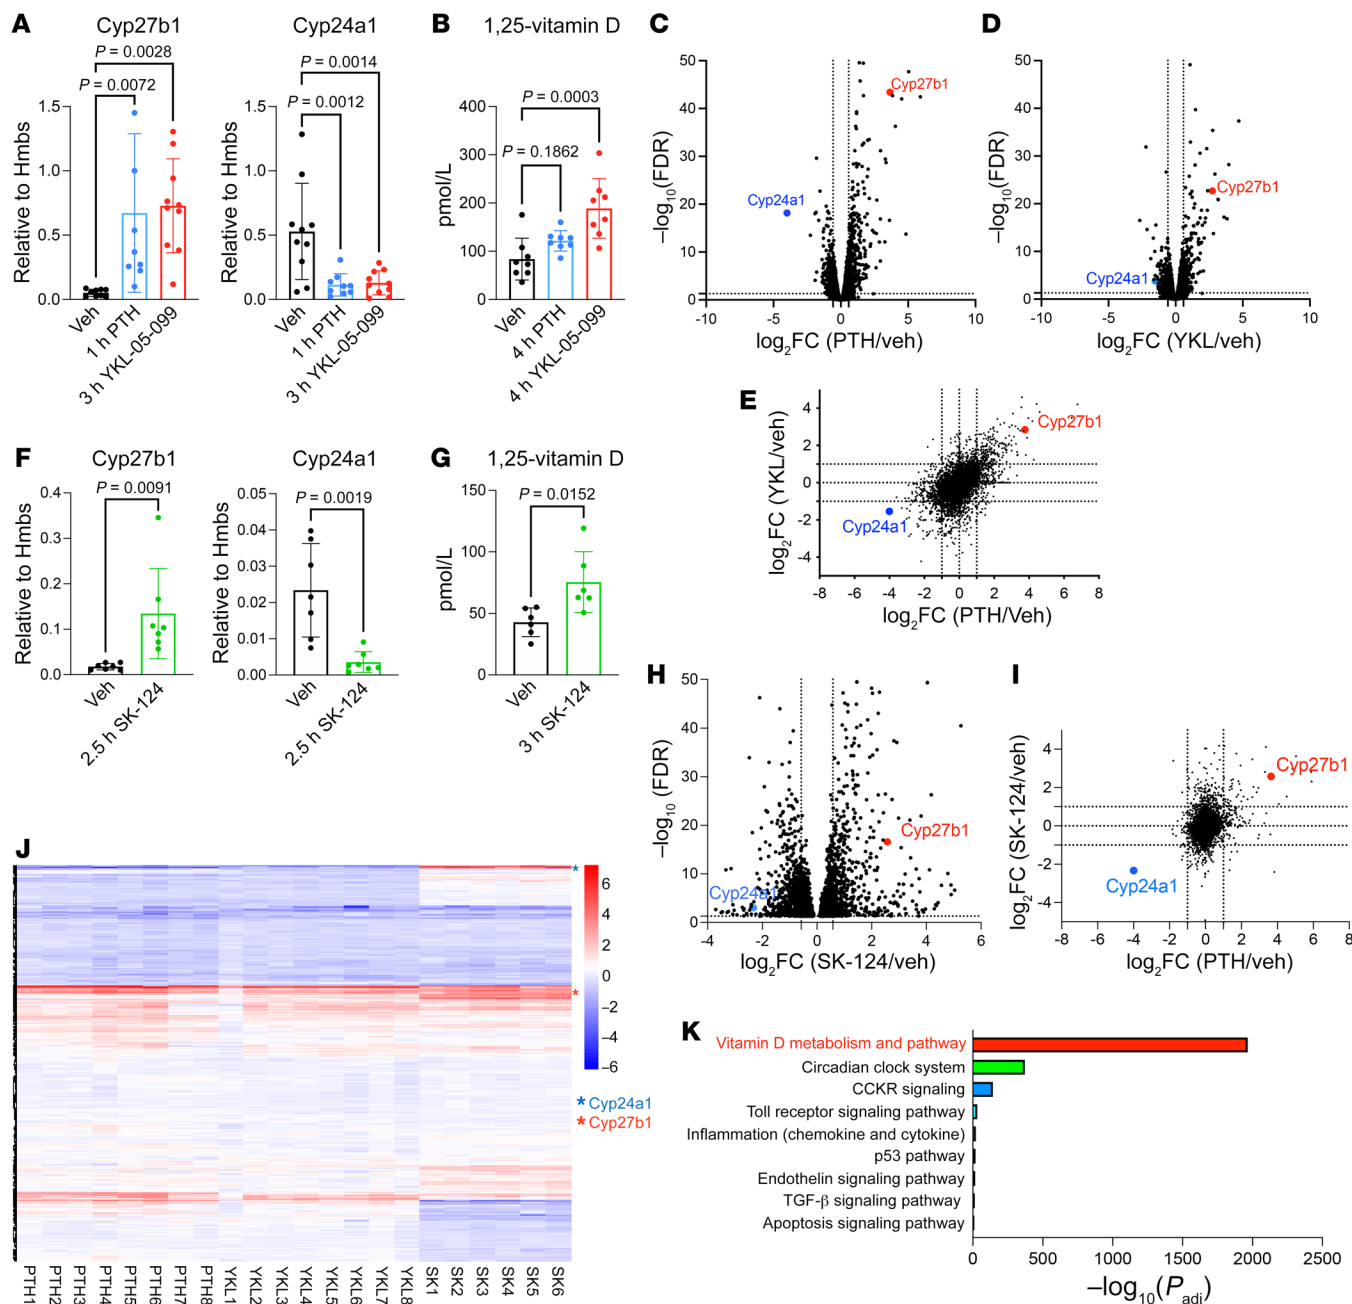 A
Cyp27b1
P = 0.0028
P = 0.0072
Relative to Hmbs
1.5
1.0
0.5
0.0
Veh
1 h PTH
3 h YKL-05-099
Cyp24a1
P = 0.0014
P = 0.0012
Relative to Hmbs
1.5
1.0
0.5
0.0
Veh
1 h PTH
3 h YKL-05-099
B
1,25-vitamin D
P = 0.0003
P = 0.1862
pmol/L
400
300
200
100
0
Veh
4 h PTH
4 h YKL-05-099
C
–log10(FDR)
50
40
30
20
10
0
Cyp27b1
Cyp24a1
-10 -5 0 5 10
log2FC (PTH/veh)
D
–log10(FDR)
50
40
30
20
10
0
Cyp27b1
Cyp24a1
-10 -5 0 5 10
log2FC (YKL/veh)
E
log2FC (YKL/veh)
4
2
0
-2
-4
Cyp27b1
Cyp24a1
-8 -4 0 4 8
log2FC (PTH/Veh)
F
Cyp27b1
P = 0.0091
Relative to Hmbs
0.4
0.3
0.2
0.1
0.0
Veh
2.5 h SK-124
Cyp24a1
P = 0.0019
Relative to Hmbs
0.05
0.04
0.03
0.02
0.01
0.00
Veh
2.5 h SK-124
G
1,25-vitamin D
P = 0.0152
pmol/L
150
100
50
0
Veh
3 h SK-124
H
–log10 (FDR)
50
40
30
20
10
0
Cyp27b1
Cyp24a1
-4 -2 0 2 4 6
log2FC (SK-124/veh)
I
log2FC (SK-124/veh)
4
2
0
-2
-4
Cyp27b1
Cyp24a1
-8 -4 0 4 8
log2FC (PTH/veh)
J
*
*
6
4
2
0
−2
−4
−6
* Cyp24a1
* Cyp27b1
PTH1
PTH2
PTH3
PTH4
PTH5
PTH6
PTH7
PTH8
YKL1
YKL2
YKL3
YKL4
YKL5
YKL6
YKL7
YKL8
SK1
SK2
SK3
SK4
SK5
SK6
K
Vitamin D metabolism and pathway
Circadian clock system
CCKR signaling
Toll receptor signaling pathway
Inflammation (chemokine and cytokine)
p53 pathway
Endothelin signaling pathway
TGF-β signaling pathway
Apoptosis signaling pathway
0 500 1000 1500 2000 2500
–log10(Padj)